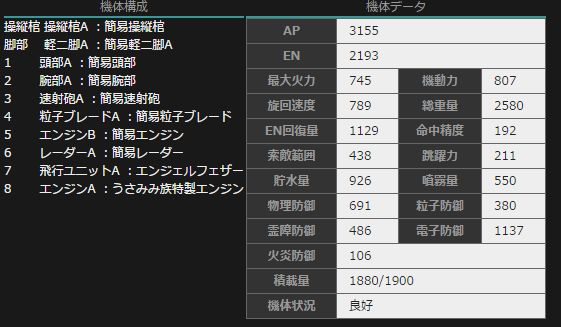 機体構成
操縦棺 操縦棺A ：簡易操縦棺
脚部 軽二脚A ：簡易軽二脚A
1 頭部A ：簡易頭部
2 腕部A ：簡易腕部
3 速射砲A ：簡易速射砲
4 粒子ブレードA ：簡易粒子ブレード
5 エンジンB ：簡易エンジン
6 レーダーA ：簡易レーダー
7 飛行ユニットA ：エンジェルフェザー
8 エンジンA ：うさみみ族特製エンジン
機体データ
AP 3155
EN 2193
最大火力 745 機動力 807
旋回速度 789 総重量 2580
EN回復量 1129 命中精度 192
索敵範囲 438 跳躍力 211
貯水量 926 噴霧量 550
物理防御 691 粒子防御 380
霊障防御 486 電子防御 1137
火炎防御 106
積載量 1880/1900
機体状況 良好